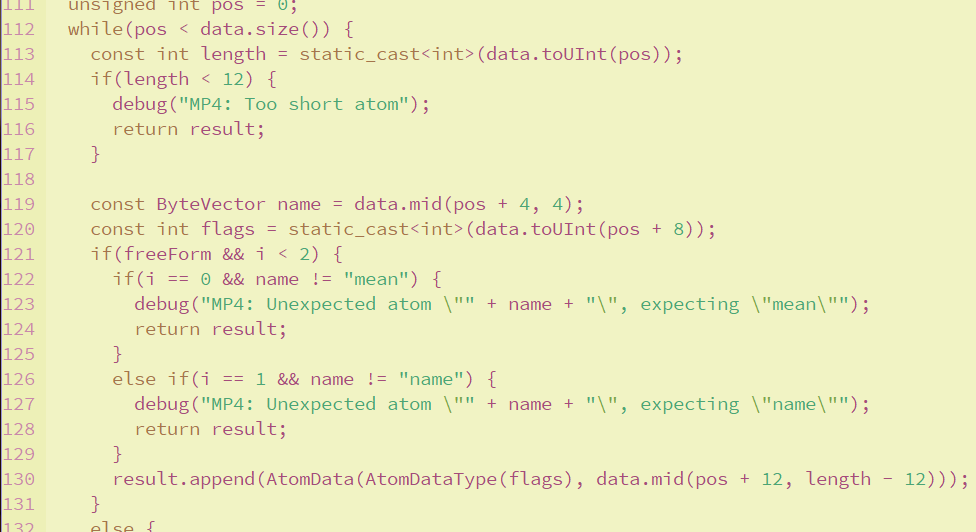 111 unsigned int pos = 0;
112 while(pos < data.size()) {
113 const int length = static_cast<int>(data.toUInt(pos));
114 if(length < 12) {
115 debug("MP4: Too short atom");
116 return result;
117 }
118
119 const ByteVector name = data.mid(pos + 4, 4);
120 const int flags = static_cast<int>(data.toUInt(pos + 8));
121 if(freeForm && i < 2) {
122 if(i == 0 && name != "mean") {
123 debug("MP4: Unexpected atom \"" + name + "\", expecting \"mean\"");
124 return result;
125 }
126 else if(i == 1 && name != "name") {
127 debug("MP4: Unexpected atom \"" + name + "\", expecting \"name\"");
128 return result;
129 }
130 result.append(AtomData(AtomDataType(flags), data.mid(pos + 12, length - 12)));
131 }
132 else {